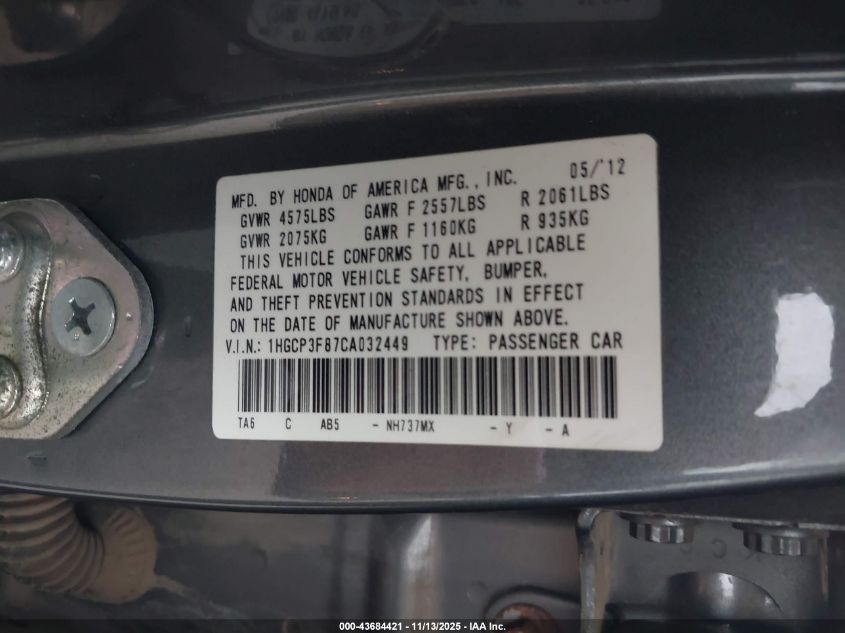 MFD. BY HONDA OF AMERICA MFG., INC. 05/'12
GVWR 4575LBS GAWR F 2557LBS R 2061LBS
GVWR 2075KG GAWR F 1160KG R 935KG
THIS VEHICLE CONFORMS TO ALL APPLICABLE
FEDERAL MOTOR VEHICLE SAFETY, BUMPER,
AND THEFT PREVENTION STANDARDS IN EFFECT
ON THE DATE OF MANUFACTURE SHOWN ABOVE.
V.I.N.: 1HGCP3F87CA032449 TYPE: PASSENGER CAR
TA6 C AB5 - NH737MX - Y - A
000-43684421 - 11/13/2025 - IAA Inc.